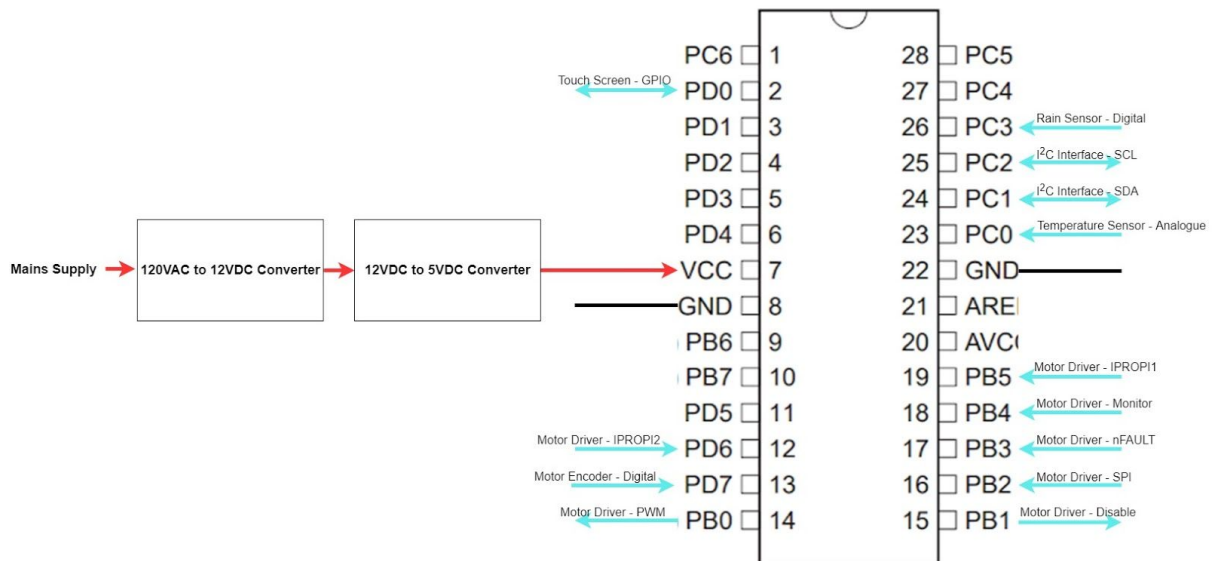 PC6 1 28 PC5
Touch Screen - GPIO
PD0 2 27 PC4
PD1 3 26 PC3 Rain Sensor - Digital
PD2 4 25 PC2 I²C Interface - SCL
PD3 5 24 PC1 I²C Interface - SDA
PD4 6 23 PC0 Temperature Sensor - Analogue
Mains Supply 120VAC to 12VDC Converter 12VDC to 5VDC Converter VCC 7 22 GND
GND 8 21 ARE
PB6 9 20 AVC
PB7 10 19 PB5 Motor Driver - IPROPI1
PD5 11 18 PB4 Motor Driver - Monitor
Motor Driver - IPROPI2 PD6 12 17 PB3 Motor Driver - nFAULT
Motor Encoder - Digital PD7 13 16 PB2 Motor Driver - SPI
Motor Driver - PWM PB0 14 15 PB1 Motor Driver - Disable